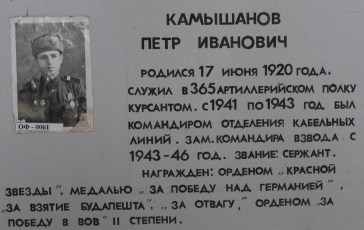 КАМЫШАНОВ
ПЕТР ИВАНОВИЧ
РОДИЛСЯ 17 ИЮНЯ 1920 ГОДА.
СЛУЖИЛ В 365 АРТИЛЛЕРИЙСКОМ ПОЛКУ
КУРСАНТОМ. С 1941 ПО 1943 ГОД БЫЛ
КОМАНДИРОМ ОТДЕЛЕНИЯ КАБЕЛЬНЫХ
ЛИНИЙ. ЗАМ. КОМАНДИРА ВЗВОДА С
1943-46 ГОД. ЗВАНИЕ: СЕРЖАНТ.
НАГРАЖДЕН: ОРДЕНОМ „КРАСНОЙ
ЗВЕЗДЫ", МЕДАЛЬЮ „ЗА ПОБЕДУ НАД ГЕРМАНИЕЙ",
„ЗА ВЗЯТИЕ БУДАПЕШТА", „ЗА ОТВАГУ", ОРДЕНОМ „ЗА
ПОБЕДУ В ВОВ" II СТЕПЕНИ.
ОФ-0061